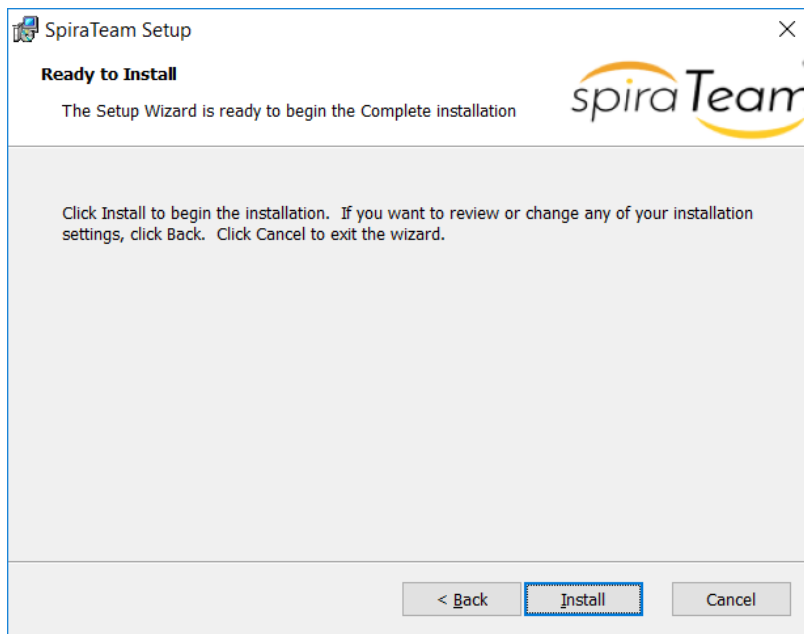 SpiraTeam Setup
Ready to Install
The Setup Wizard is ready to begin the Complete installation
spiraTeam
Click Install to begin the installation.  If you want to review or change any of your installation
settings, click Back.  Click Cancel to exit the wizard.
< Back
Install
Cancel